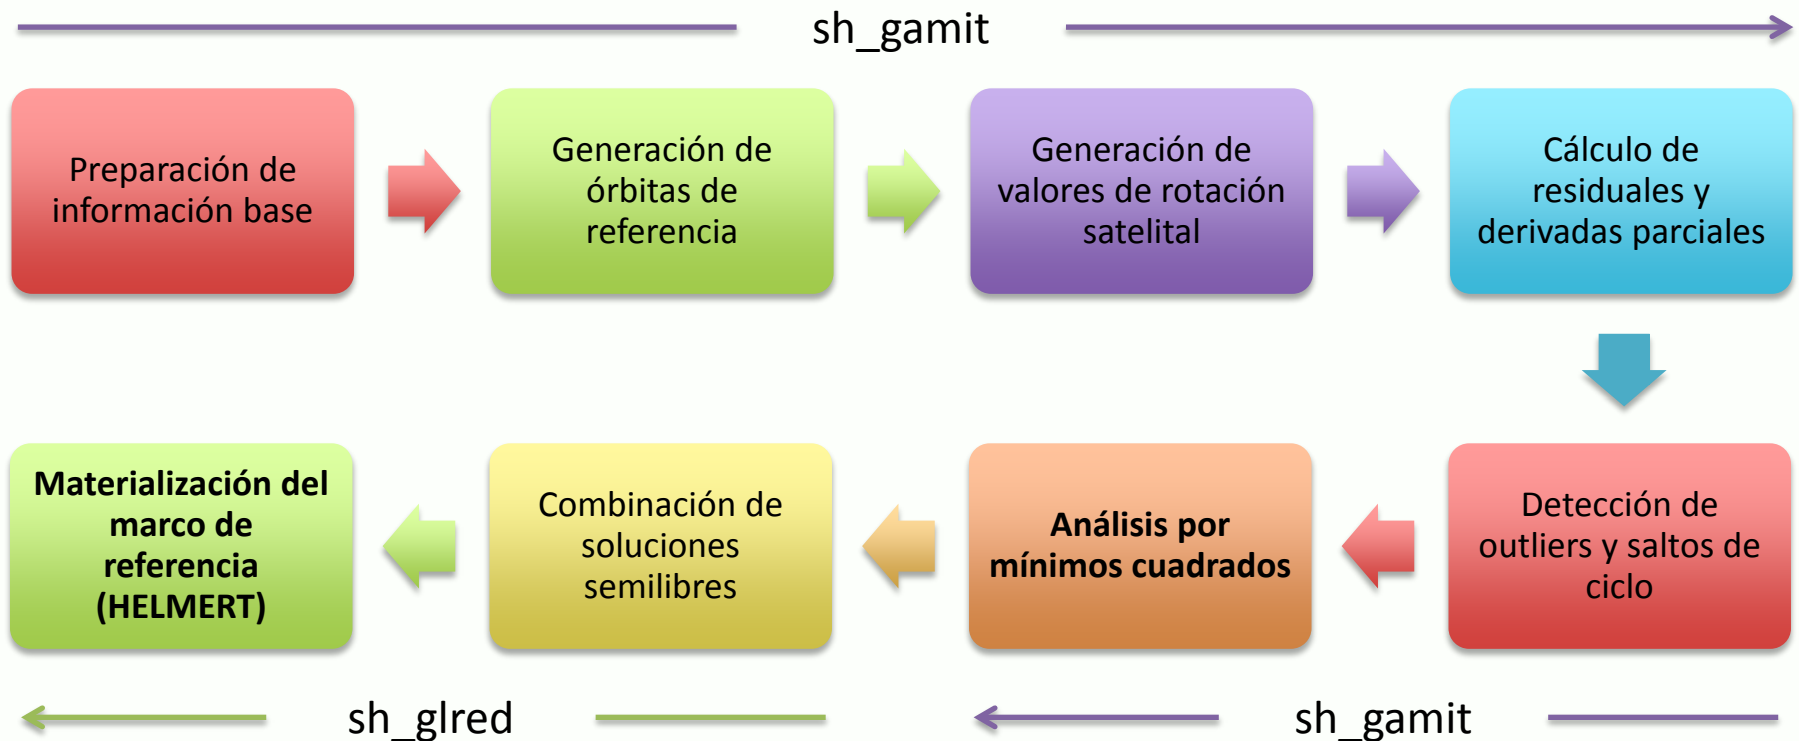 sh_gamit
Preparación de
información base
Generación de
órbitas de
referencia
Generación de
valores de rotación
satelital
Cálculo de
residuales y
derivadas parciales
Detección de
outliers y saltos de
ciclo
Análisis por
mínimos cuadrados
Combinación de
soluciones
semilibres
Materialización del
marco de
referencia
(HELMERT)
sh_glred
sh_gamit